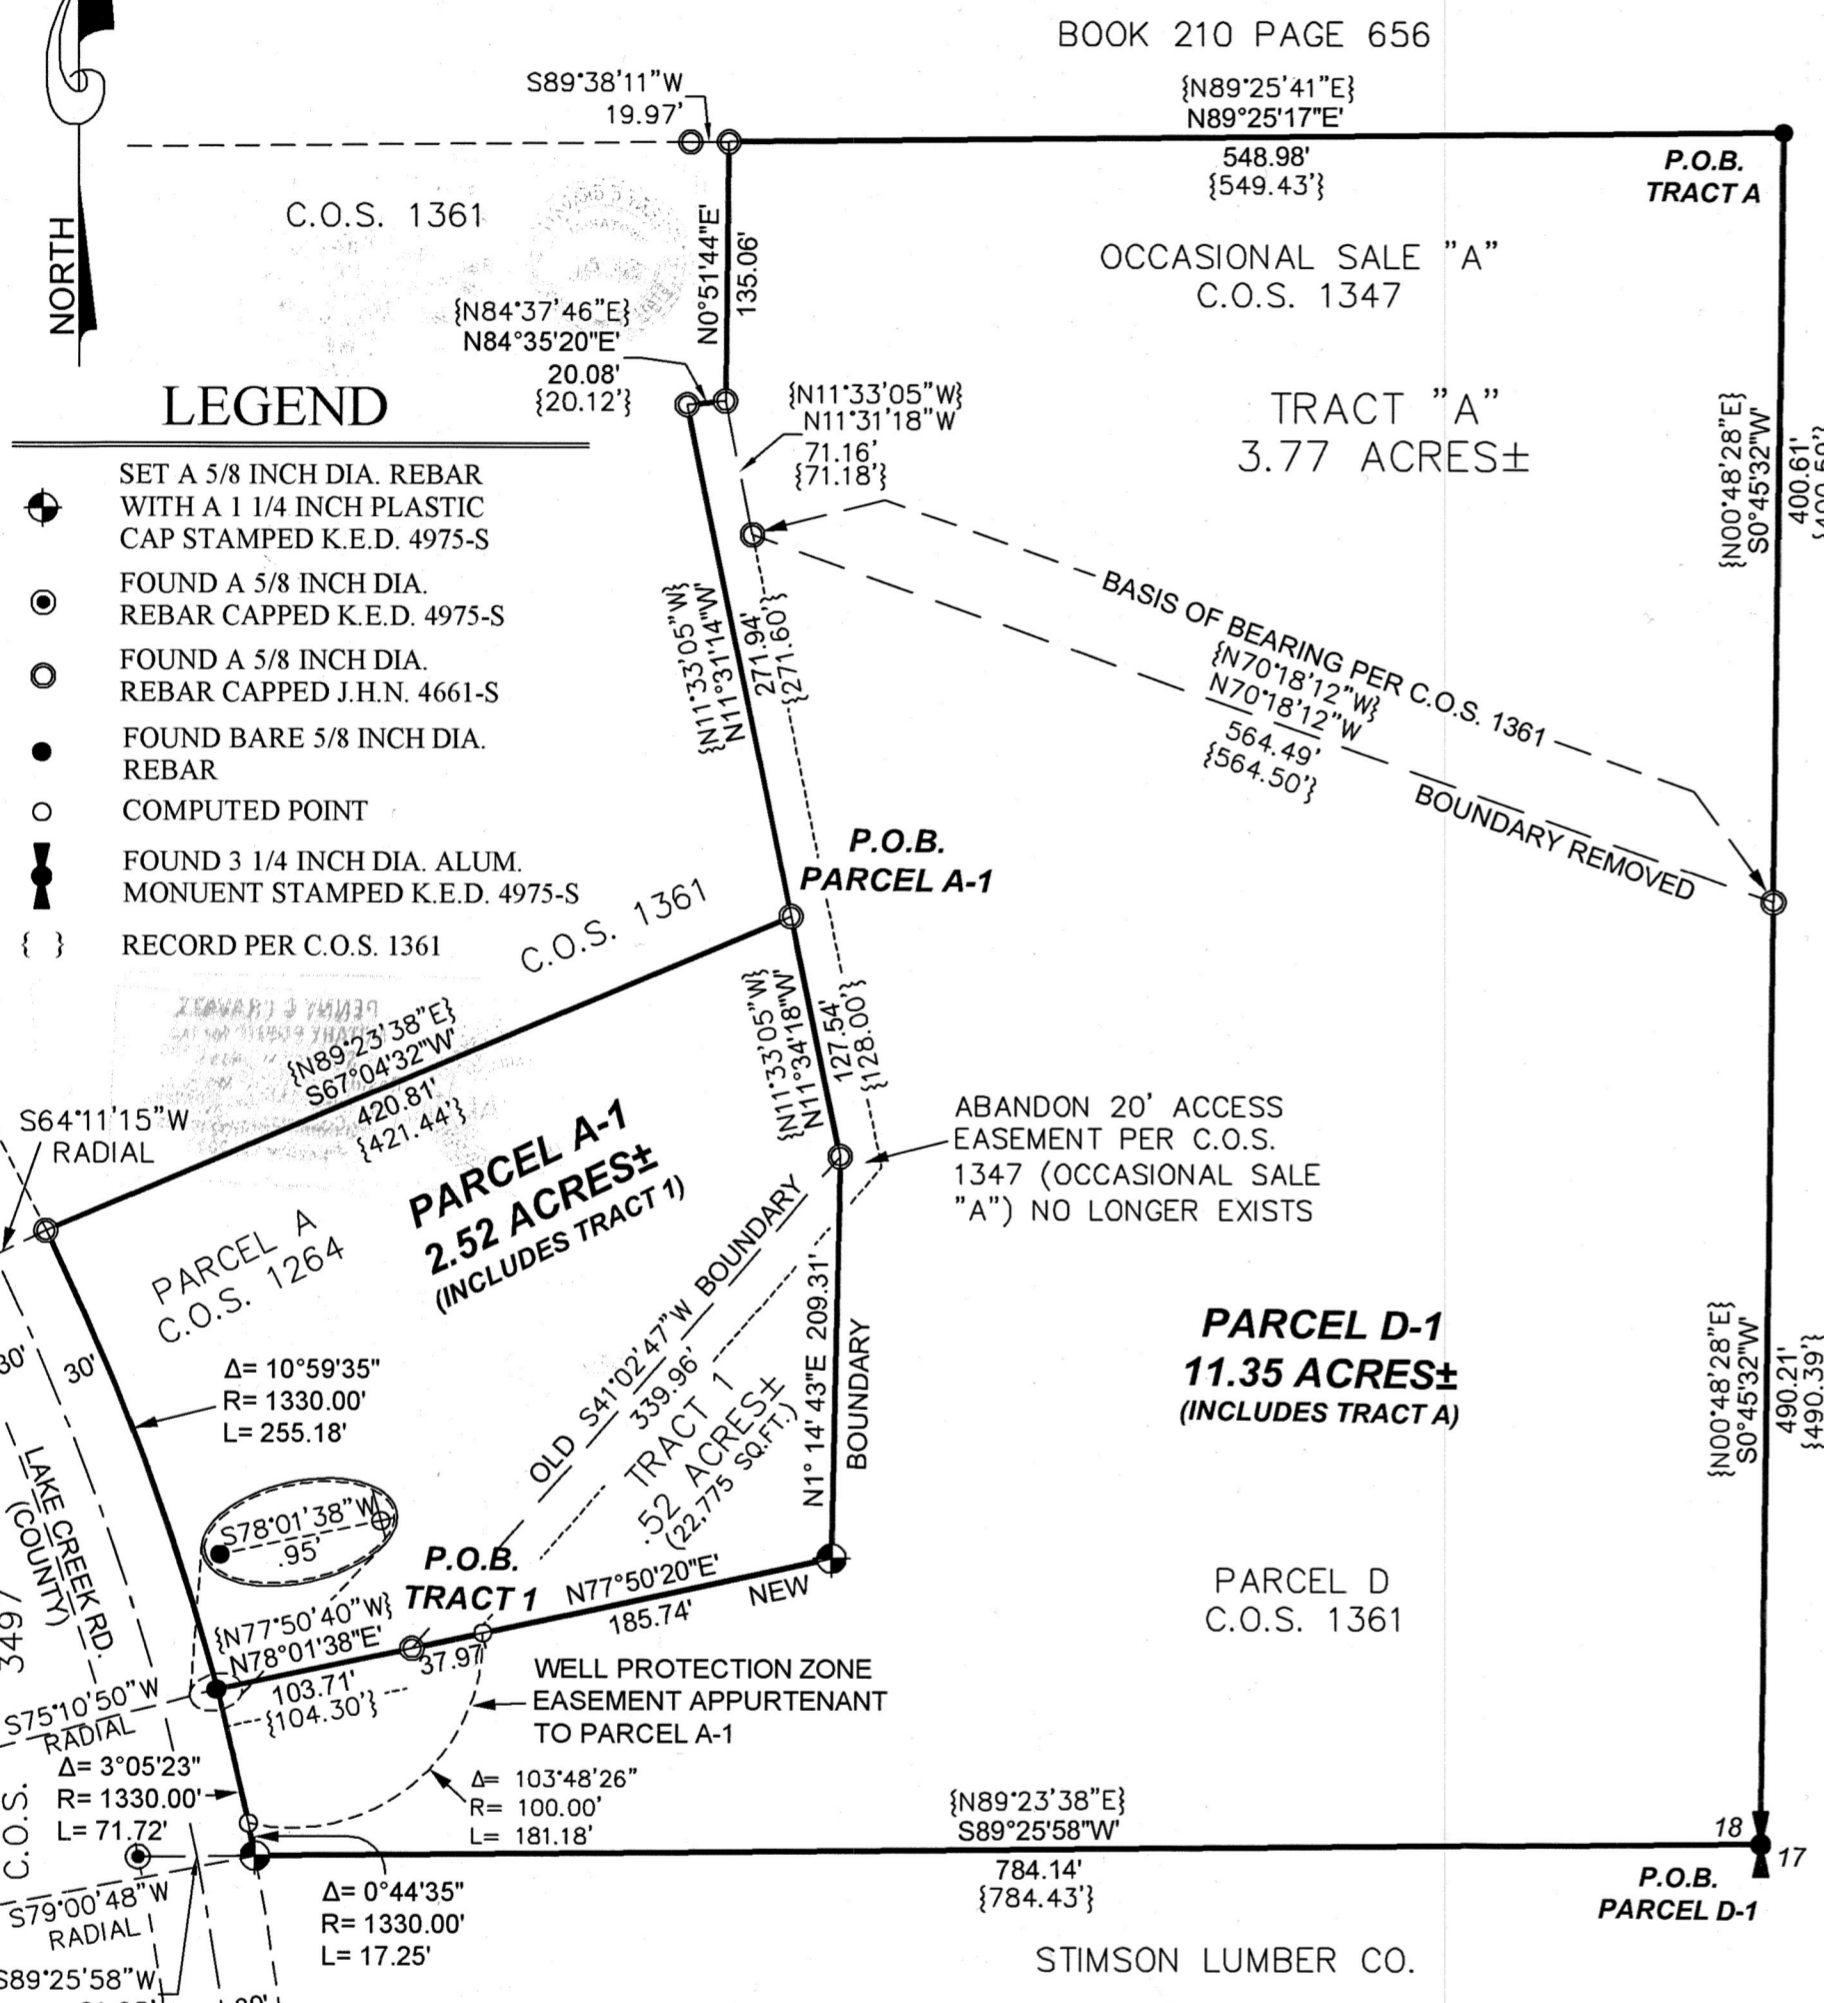 BOOK 210 PAGE 656
S89°38'11"W
19.97'
{N89°25'41"E}
N89°25'17"E'
548.98'
{549.43'}
P.O.B.
TRACT A
C.O.S. 1361
N0°51'44"E'
135.06'
OCCASIONAL SALE "A"
C.O.S. 1347
NORTH
{N84°37'46"E}
N84°35'20"E'
20.08'
{20.12'}
{N11°33'05"W}
N11°31'18"W
71.16'
{71.18'}
TRACT "A"
3.77 ACRES±
{N00°48'28"E}
S0°45'32"W'
400.61'
LEGEND
SET A 5/8 INCH DIA. REBAR
WITH A 1 1/4 INCH PLASTIC
CAP STAMPED K.E.D. 4975-S
FOUND A 5/8 INCH DIA.
REBAR CAPPED K.E.D. 4975-S
FOUND A 5/8 INCH DIA.
REBAR CAPPED J.H.N. 4661-S
FOUND BARE 5/8 INCH DIA.
REBAR
COMPUTED POINT
FOUND 3 1/4 INCH DIA. ALUM.
MONUENT STAMPED K.E.D. 4975-S
{ } RECORD PER C.O.S. 1361
{N11°33'05"W}
N11°31'14"W'
271.94'
{271.60'}
BASIS OF BEARING PER C.O.S. 1361
{N70°18'12"W}
N70°18'12"W
564.49'
{564.50'}
BOUNDARY REMOVED
P.O.B.
PARCEL A-1
C.O.S. 1361
{N89°23'38"E}
S67°04'32"W'
420.81'
{421.44'}
{N11°33'05"W}
N11°34'18"W'
127.54'
{128.00'}
S64°11'15"W
RADIAL
PARCEL A-1
2.52 ACRES±
(INCLUDES TRACT 1)
ABANDON 20' ACCESS
EASEMENT PER C.O.S.
1347 (OCCASIONAL SALE
"A") NO LONGER EXISTS
PARCEL A
C.O.S. 1264
30'
30'
Δ= 10°59'35"
R= 1330.00'
L= 255.18'
OLD S41°02'47"W BOUNDARY
339.96'
TRACT 1
.52 ACRES±
(22,775 SQ.FT.)
N1°14'43"E 209.31'
BOUNDARY
PARCEL D-1
11.35 ACRES±
(INCLUDES TRACT A)
{N00°48'28"E}
S0°45'32"W'
490.21'
{490.39'}
LAKE CREEK RD.
(COUNTY)
S78°01'38"W
.95'
P.O.B.
TRACT 1
N77°50'20"E'
185.74'
NEW
{N77°50'40"W}
N78°01'38"E'
103.71'
{104.30'}
37.97'
PARCEL D
C.O.S. 1361
WELL PROTECTION ZONE
EASEMENT APPURTENANT
TO PARCEL A-1
C.O.S. 3497
S75°10'50"W
RADIAL
Δ= 3°05'23"
R= 1330.00'
L= 71.72'
Δ= 103°48'26"
R= 100.00'
L= 181.18'
{N89°23'38"E}
S89°25'58"W'
784.14'
{784.43'}
18
17
P.O.B.
PARCEL D-1
S79°00'48"W
RADIAL
Δ= 0°44'35"
R= 1330.00'
L= 17.25'
S89°25'58"W
STIMSON LUMBER CO.